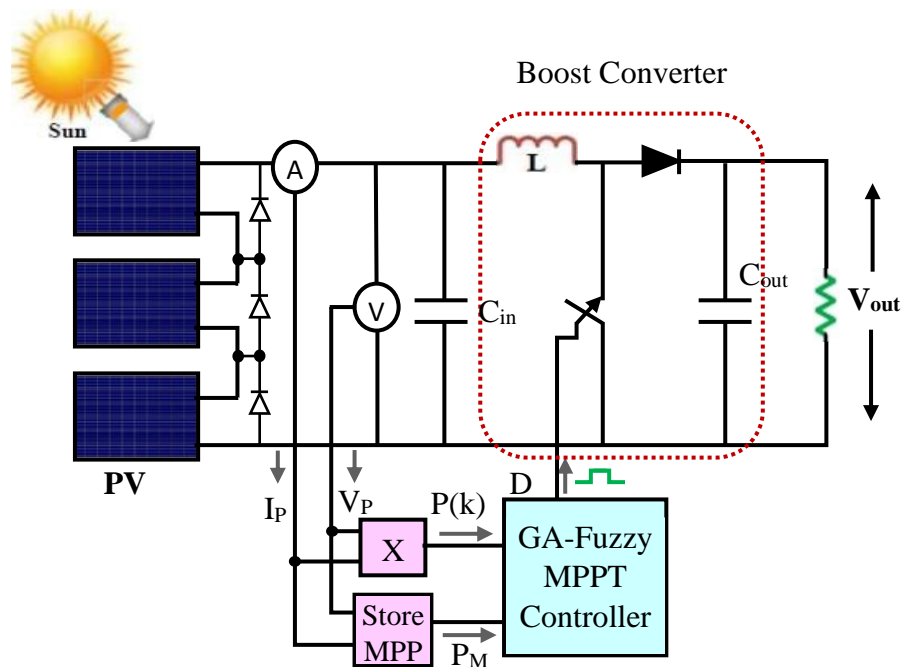 Boost Converter
Sun
L
A
V
C_in
C_out
V_out
PV
I_P
V_P
P(k)
D
X
GA-Fuzzy
MPPT
Controller
Store
MPP
P_M